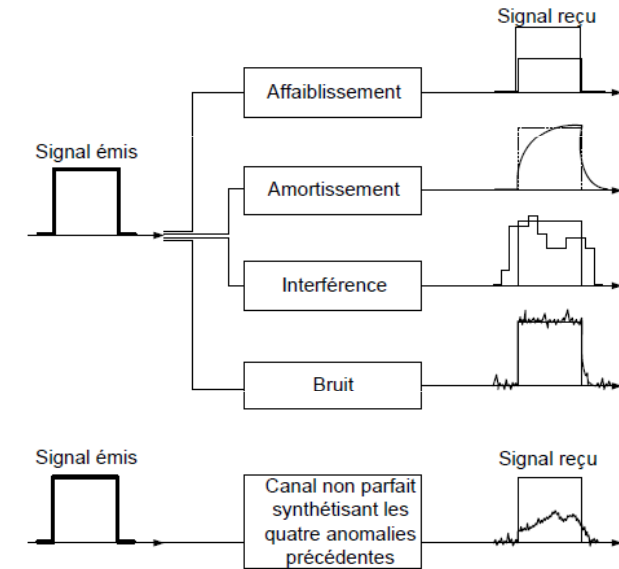 Signal reçu
Affaiblissement
Signal émis
Amortissement
Interférence
Bruit
Signal émis
Signal reçu
Canal non parfait
synthétisant les
quatre anomalies
précédentes